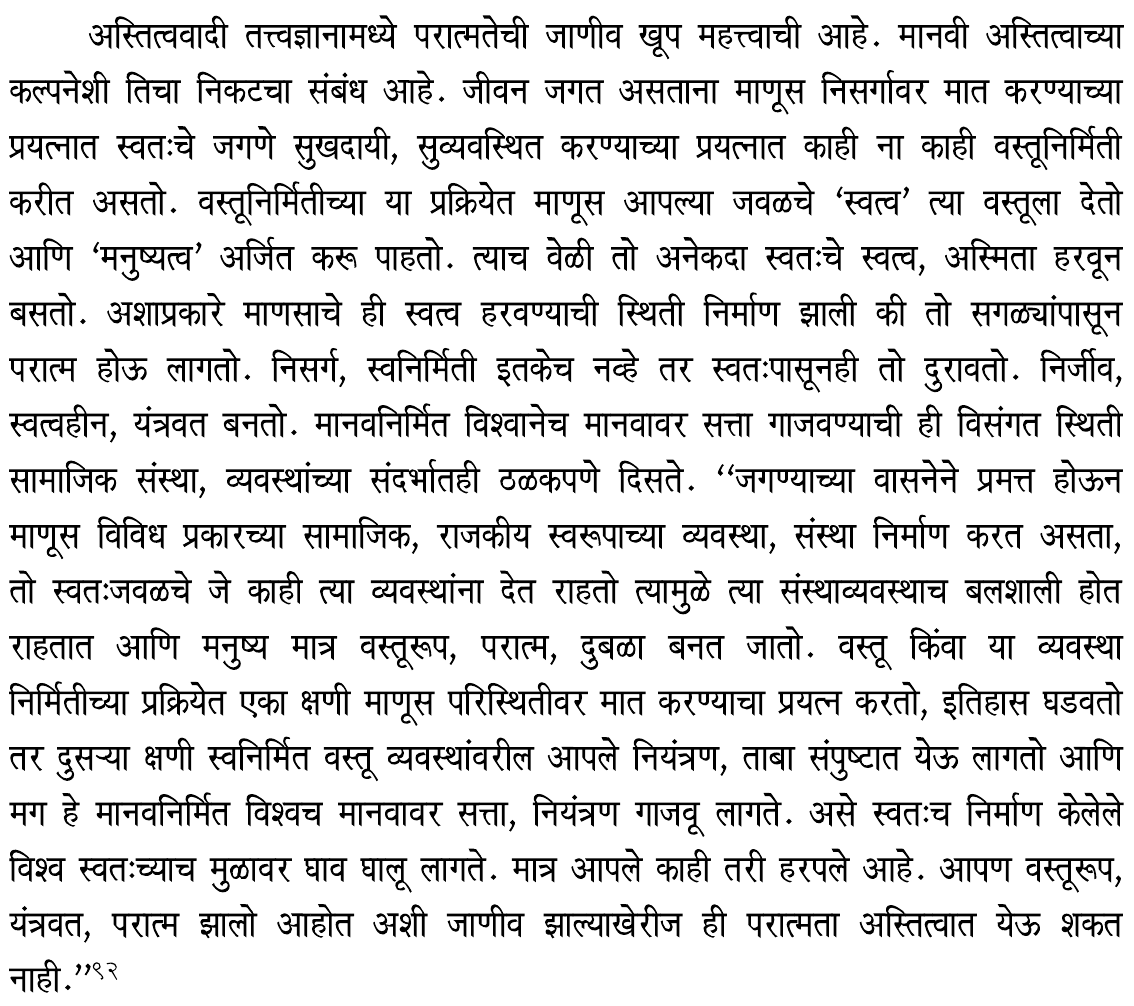 अस्तित्ववादी तत्त्वज्ञानामध्ये परात्मतेची जाणीव खूप महत्त्वाची आहे. मानवी अस्तित्वाच्या
कल्पनेशी तिचा निकटचा संबंध आहे. जीवन जगत असताना माणूस निसर्गावर मात करण्याच्या
प्रयत्नात स्वतःचे जगणे सुखदायी, सुव्यवस्थित करण्याच्या प्रयत्नात काही ना काही वस्तूनिर्मिती
करीत असतो. वस्तूनिर्मितीच्या या प्रक्रियेत माणूस आपल्या जवळचे ‘स्वत्व’ त्या वस्तूला देतो
आणि ‘मनुष्यत्व’ अर्जित करू पाहतो. त्याच वेळी तो अनेकदा स्वतःचे स्वत्व, अस्मिता हरवून
बसतो. अशाप्रकारे माणसाचे ही स्वत्व हरवण्याची स्थिती निर्माण झाली की तो सगळ्यांपासून
परात्म होऊ लागतो. निसर्ग, स्वनिर्मिती इतकेच नव्हे तर स्वतःपासूनही तो दुरावतो. निर्जीव,
स्वत्वहीन, यंत्रवत बनतो. मानवनिर्मित विश्वानेच मानवावर सत्ता गाजवण्याची ही विसंगत स्थिती
सामाजिक संस्था, व्यवस्थांच्या संदर्भातही ठळकपणे दिसते. ‘‘जगण्याच्या वासनेने प्रमत्त होऊन
माणूस विविध प्रकारच्या सामाजिक, राजकीय स्वरूपाच्या व्यवस्था, संस्था निर्माण करत असता,
तो स्वतःजवळचे जे काही त्या व्यवस्थांना देत राहतो त्यामुळे त्या संस्थाव्यवस्थाच बलशाली होत
राहतात आणि मनुष्य मात्र वस्तूरूप, परात्म, दुबळा बनत जातो. वस्तू किंवा या व्यवस्था
निर्मितीच्या प्रक्रियेत एका क्षणी माणूस परिस्थितीवर मात करण्याचा प्रयत्न करतो, इतिहास घडवतो
तर दुसऱ्या क्षणी स्वनिर्मित वस्तू व्यवस्थांवरील आपले नियंत्रण, ताबा संपुष्टात येऊ लागतो आणि
मग हे मानवनिर्मित विश्वच मानवावर सत्ता, नियंत्रण गाजवू लागते. असे स्वतःच निर्माण केलेले
विश्व स्वतःच्याच मुळावर घाव घालू लागते. मात्र आपले काही तरी हरपले आहे. आपण वस्तूरूप,
यंत्रवत, परात्म झालो आहोत अशी जाणीव झाल्याखेरीज ही परात्मता अस्तित्वात येऊ शकत
नाही.’’९२